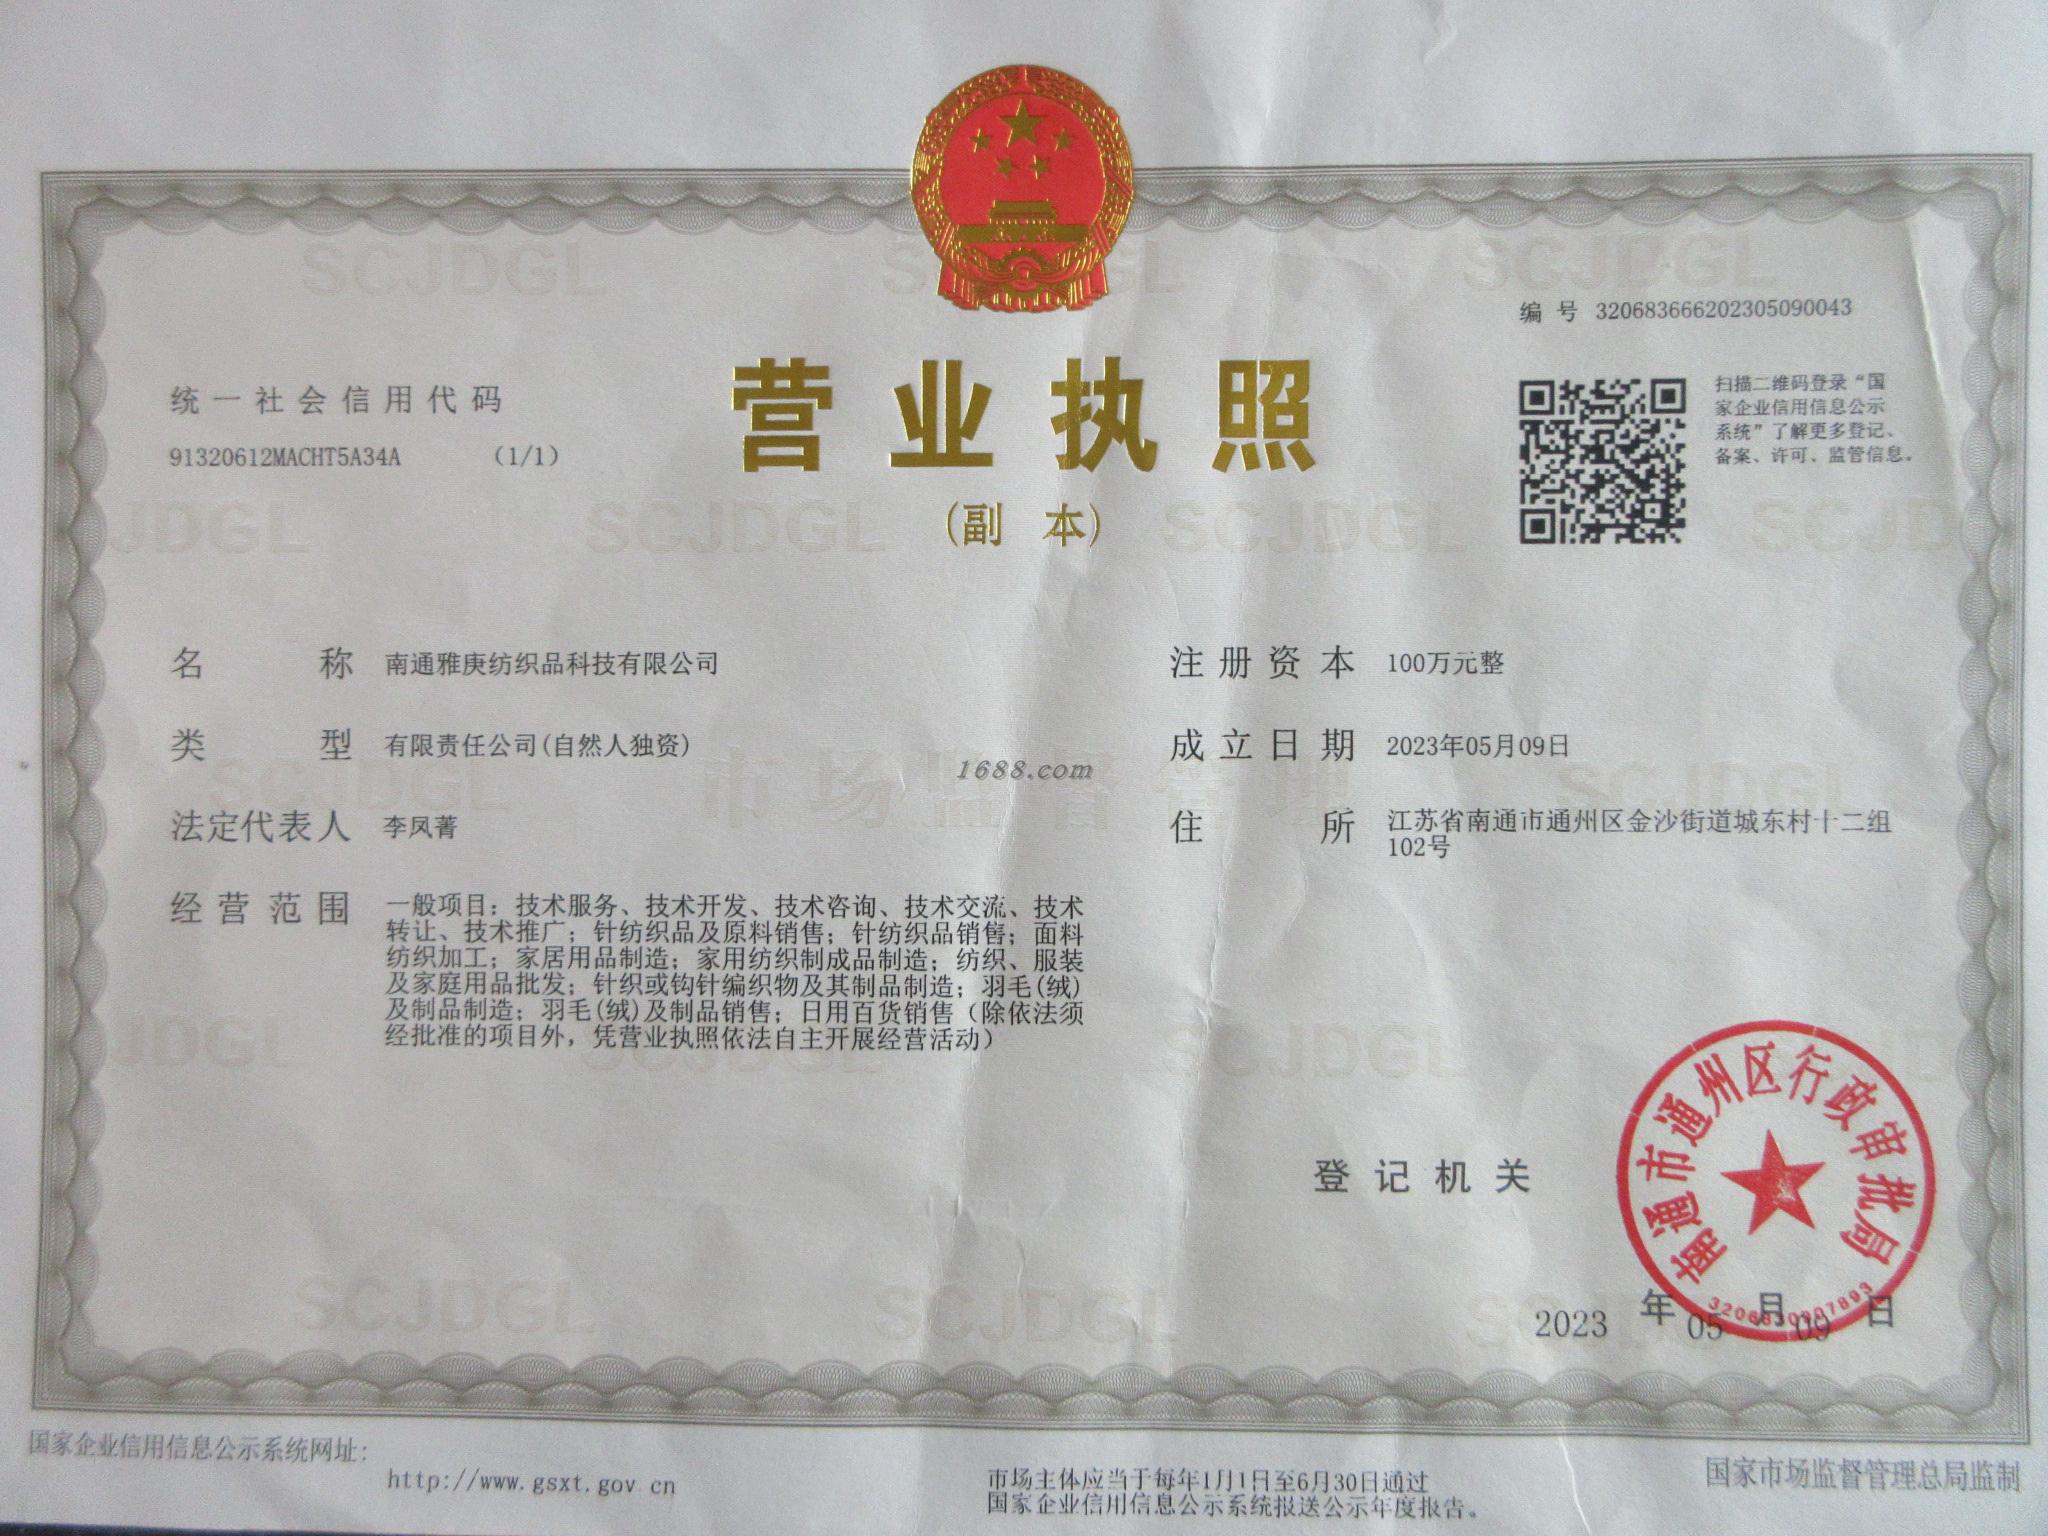 编号 320683666202305090043
统一社会信用代码
91320612MACHT5A34A （1/1）
营业执照
(副 本)
扫描二维码登录“国
家企业信用信息公示
系统”了解更多登记、
备案、许可、监管信息。
名称 南通雅庚纺织品科技有限公司
注册资本 100万元整
类型 有限责任公司(自然人独资)
成立日期 2023年05月09日
1688.com
法定代表人 李凤菁
住所 江苏省南通市通州区金沙街道城东村十二组
102号
经营范围 一般项目：技术服务、技术开发、技术咨询、技术交流、技术
转让、技术推广；针纺织品及原料销售；针纺织品销售；面料
纺织加工；家居用品制造；家用纺织制成品制造；纺织、服装
及家庭用品批发；针织或钩针编织物及其制品制造；羽毛(绒)
及制品制造；羽毛(绒)及制品销售；日用百货销售（除依法须
经批准的项目外，凭营业执照依法自主开展经营活动）
SCJDGL
市场监督管理
登记机关
南通市通州区行政审批局
3206830907893
2023 年 05 月 09 日
国家企业信用信息公示系统网址：
http://www.gsxt.gov cn
市场主体应当于每年1月1日至6月30日通过
国家企业信用信息公示系统报送公示年度报告。
国家市场监督管理总局监制